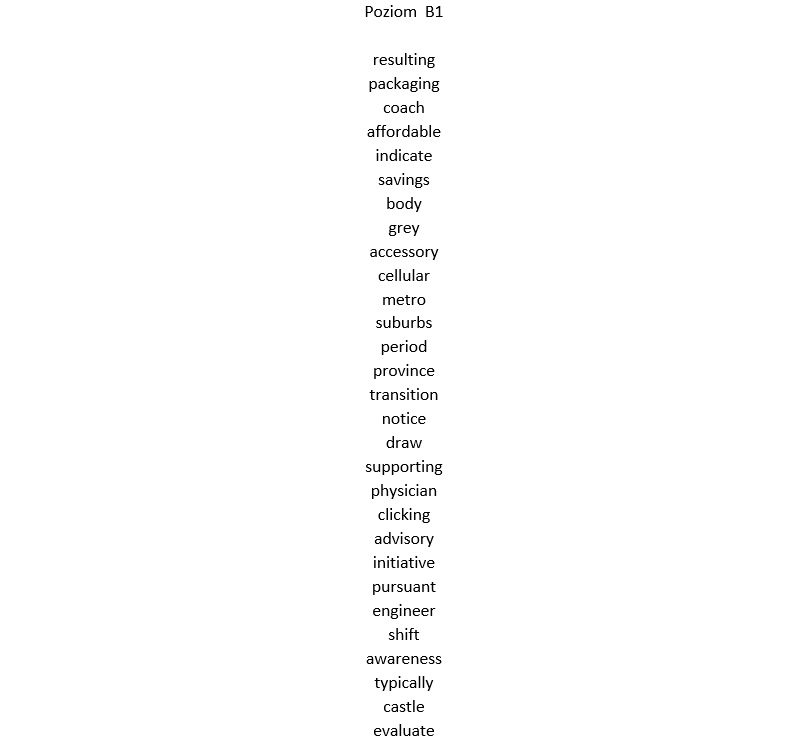 Poziom  B1
resulting
packaging
coach
affordable
indicate
savings
body
grey
accessory
cellular
metro
suburbs
period
province
transition
notice
draw
supporting
physician
clicking
advisory
initiative
pursuant
engineer
shift
awareness
typically
castle
evaluate